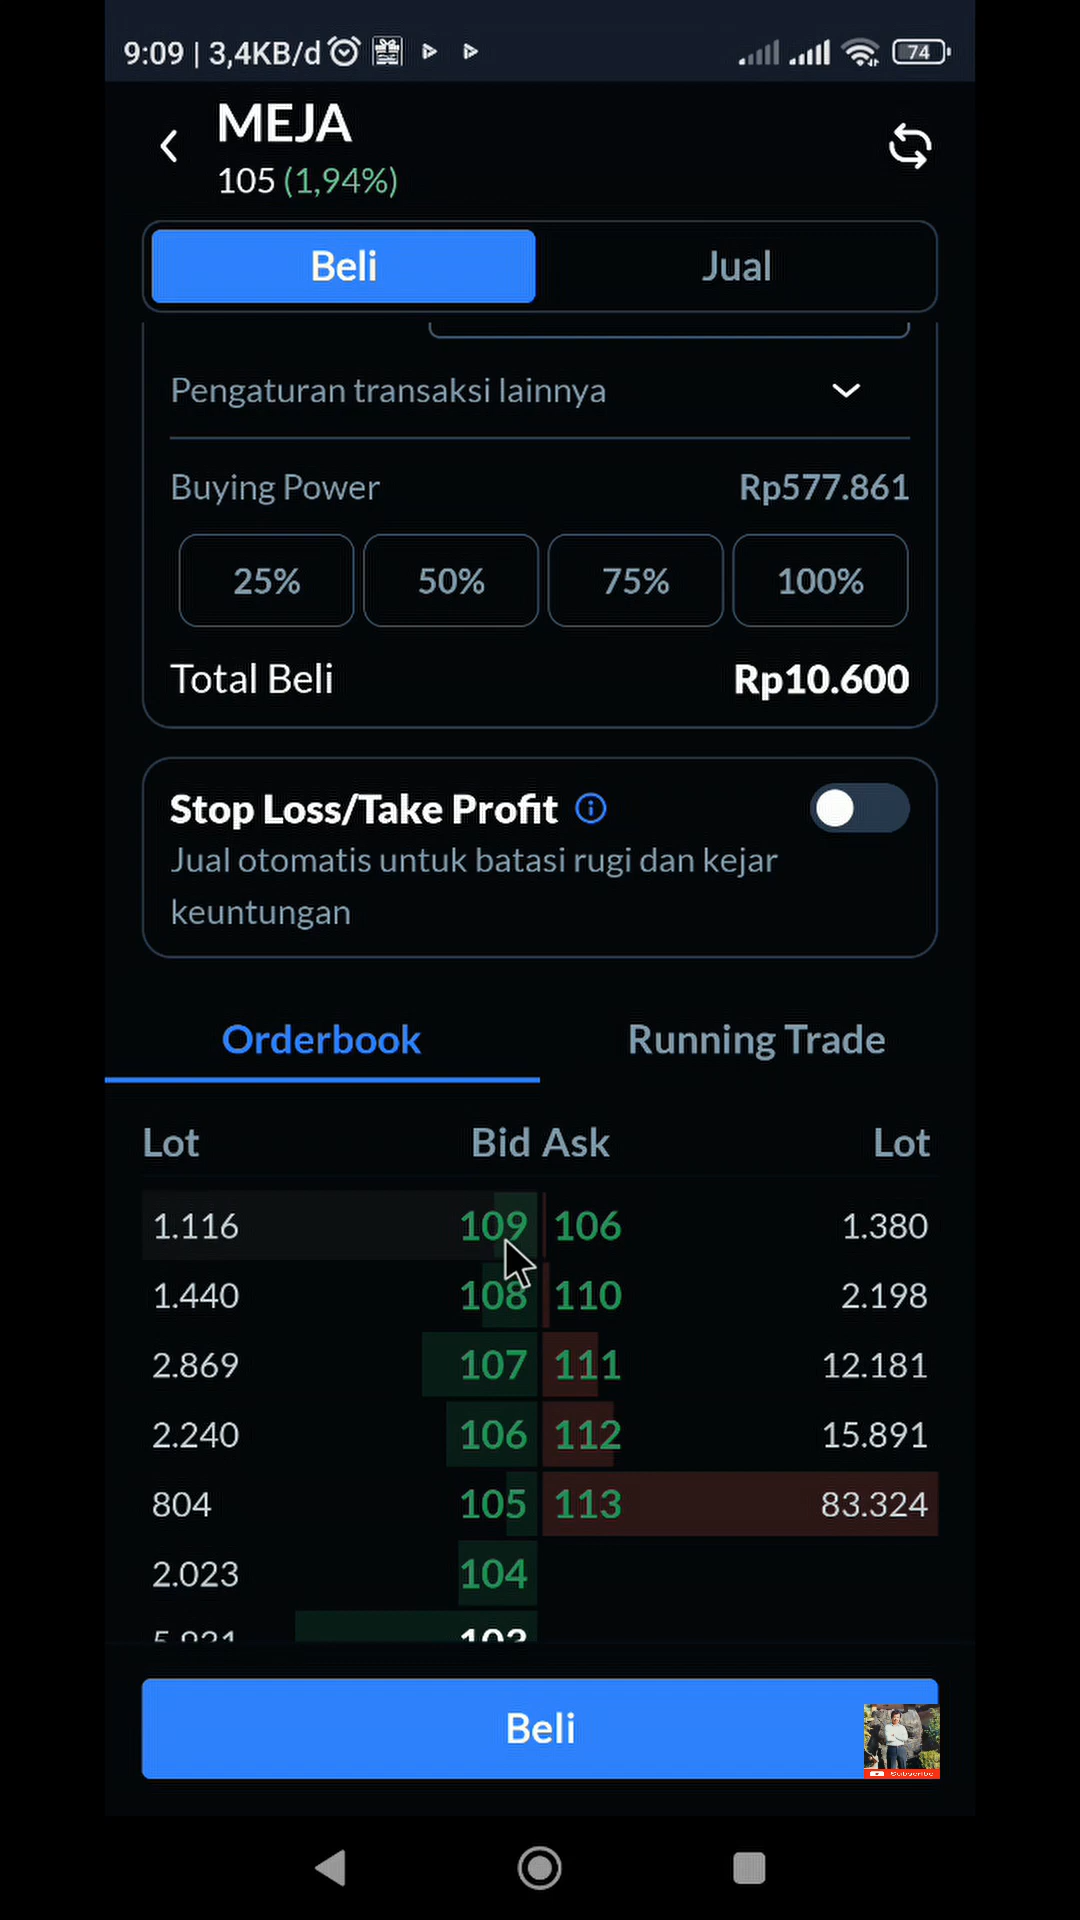 9:09 | 3,4KB/d
74
MEJA
105 (1,94%)
Beli
Jual
Pengaturan transaksi lainnya
Buying Power
Rp577.861
25%
50%
75%
100%
Total Beli
Rp10.600
Stop Loss/Take Profit
Jual otomatis untuk batasi rugi dan kejar
keuntungan
Orderbook
Running Trade
Lot Bid Ask Lot
1.116 109 106 1.380
1.440 108 110 2.198
2.869 107 111 12.181
2.240 106 112 15.891
804 105 113 83.324
2.023 104
5.921 103
Beli
Subscribe